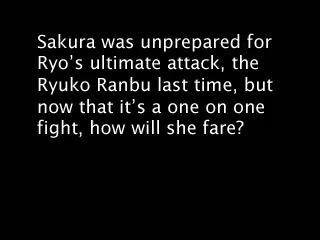 Sakura was unprepared for
Ryo’s ultimate attack, the
Ryuko Ranbu last time, but
now that it’s a one on one
fight, how will she fare?